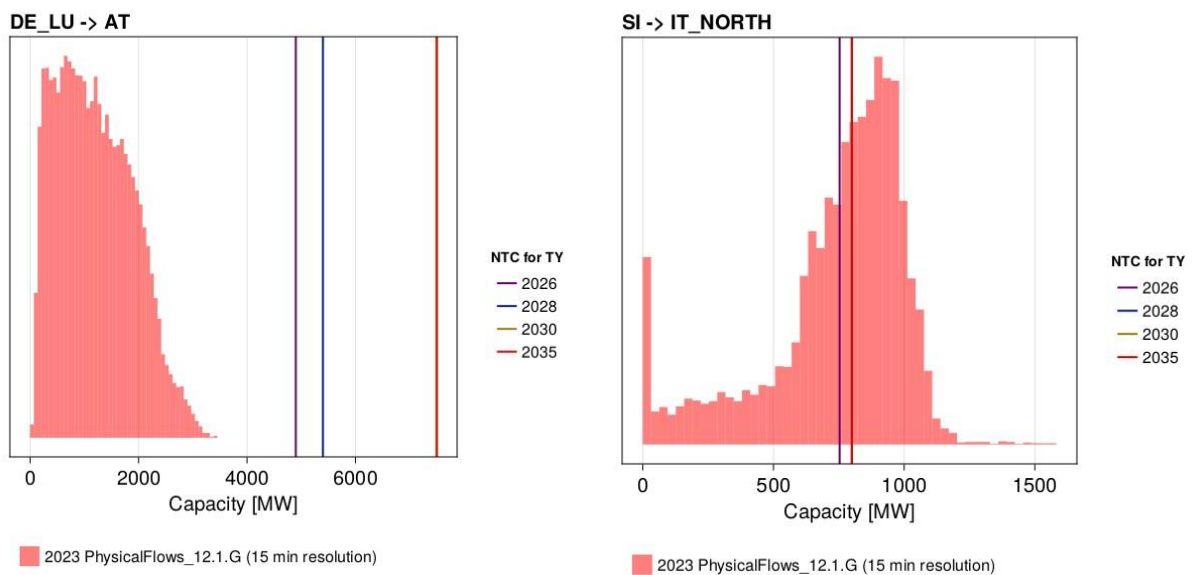 DE_LU -> AT
0 2000 4000 6000
Capacity [MW]
NTC for TY
2026
2028
2030
2035
2023 PhysicalFlows_12.1.G (15 min resolution)
SI -> IT_NORTH
0 500 1000 1500
Capacity [MW]
NTC for TY
2026
2028
2030
2035
2023 PhysicalFlows_12.1.G (15 min resolution)